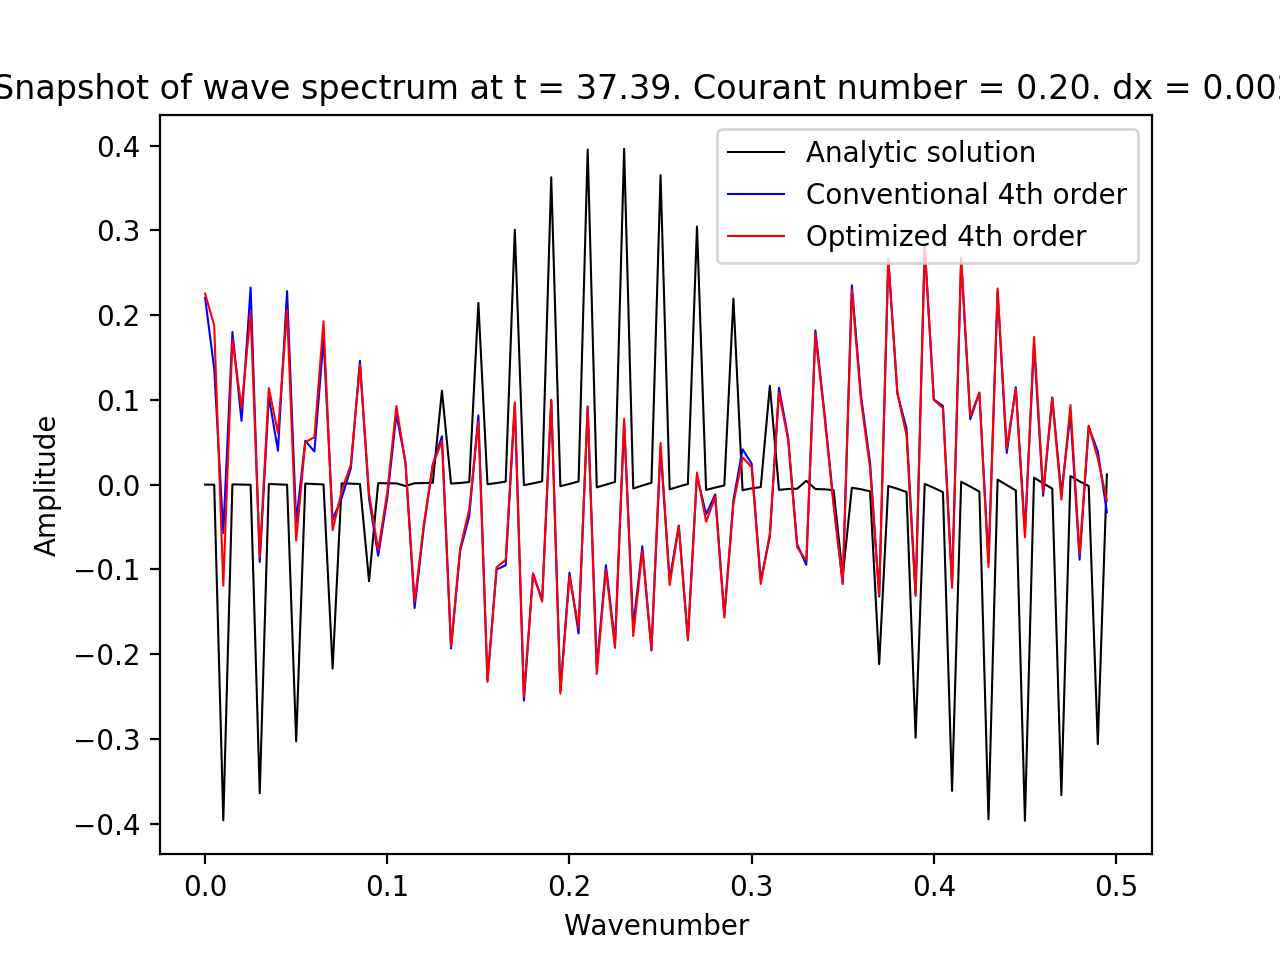 Snapshot of wave spectrum at t = 37.39. Courant number = 0.20. dx = 0.00
Analytic solution
Conventional 4th order
Optimized 4th order
0.4
0.3
0.2
0.1
0.0
−0.1
−0.2
−0.3
−0.4
Amplitude
0.0 0.1 0.2 0.3 0.4 0.5
Wavenumber